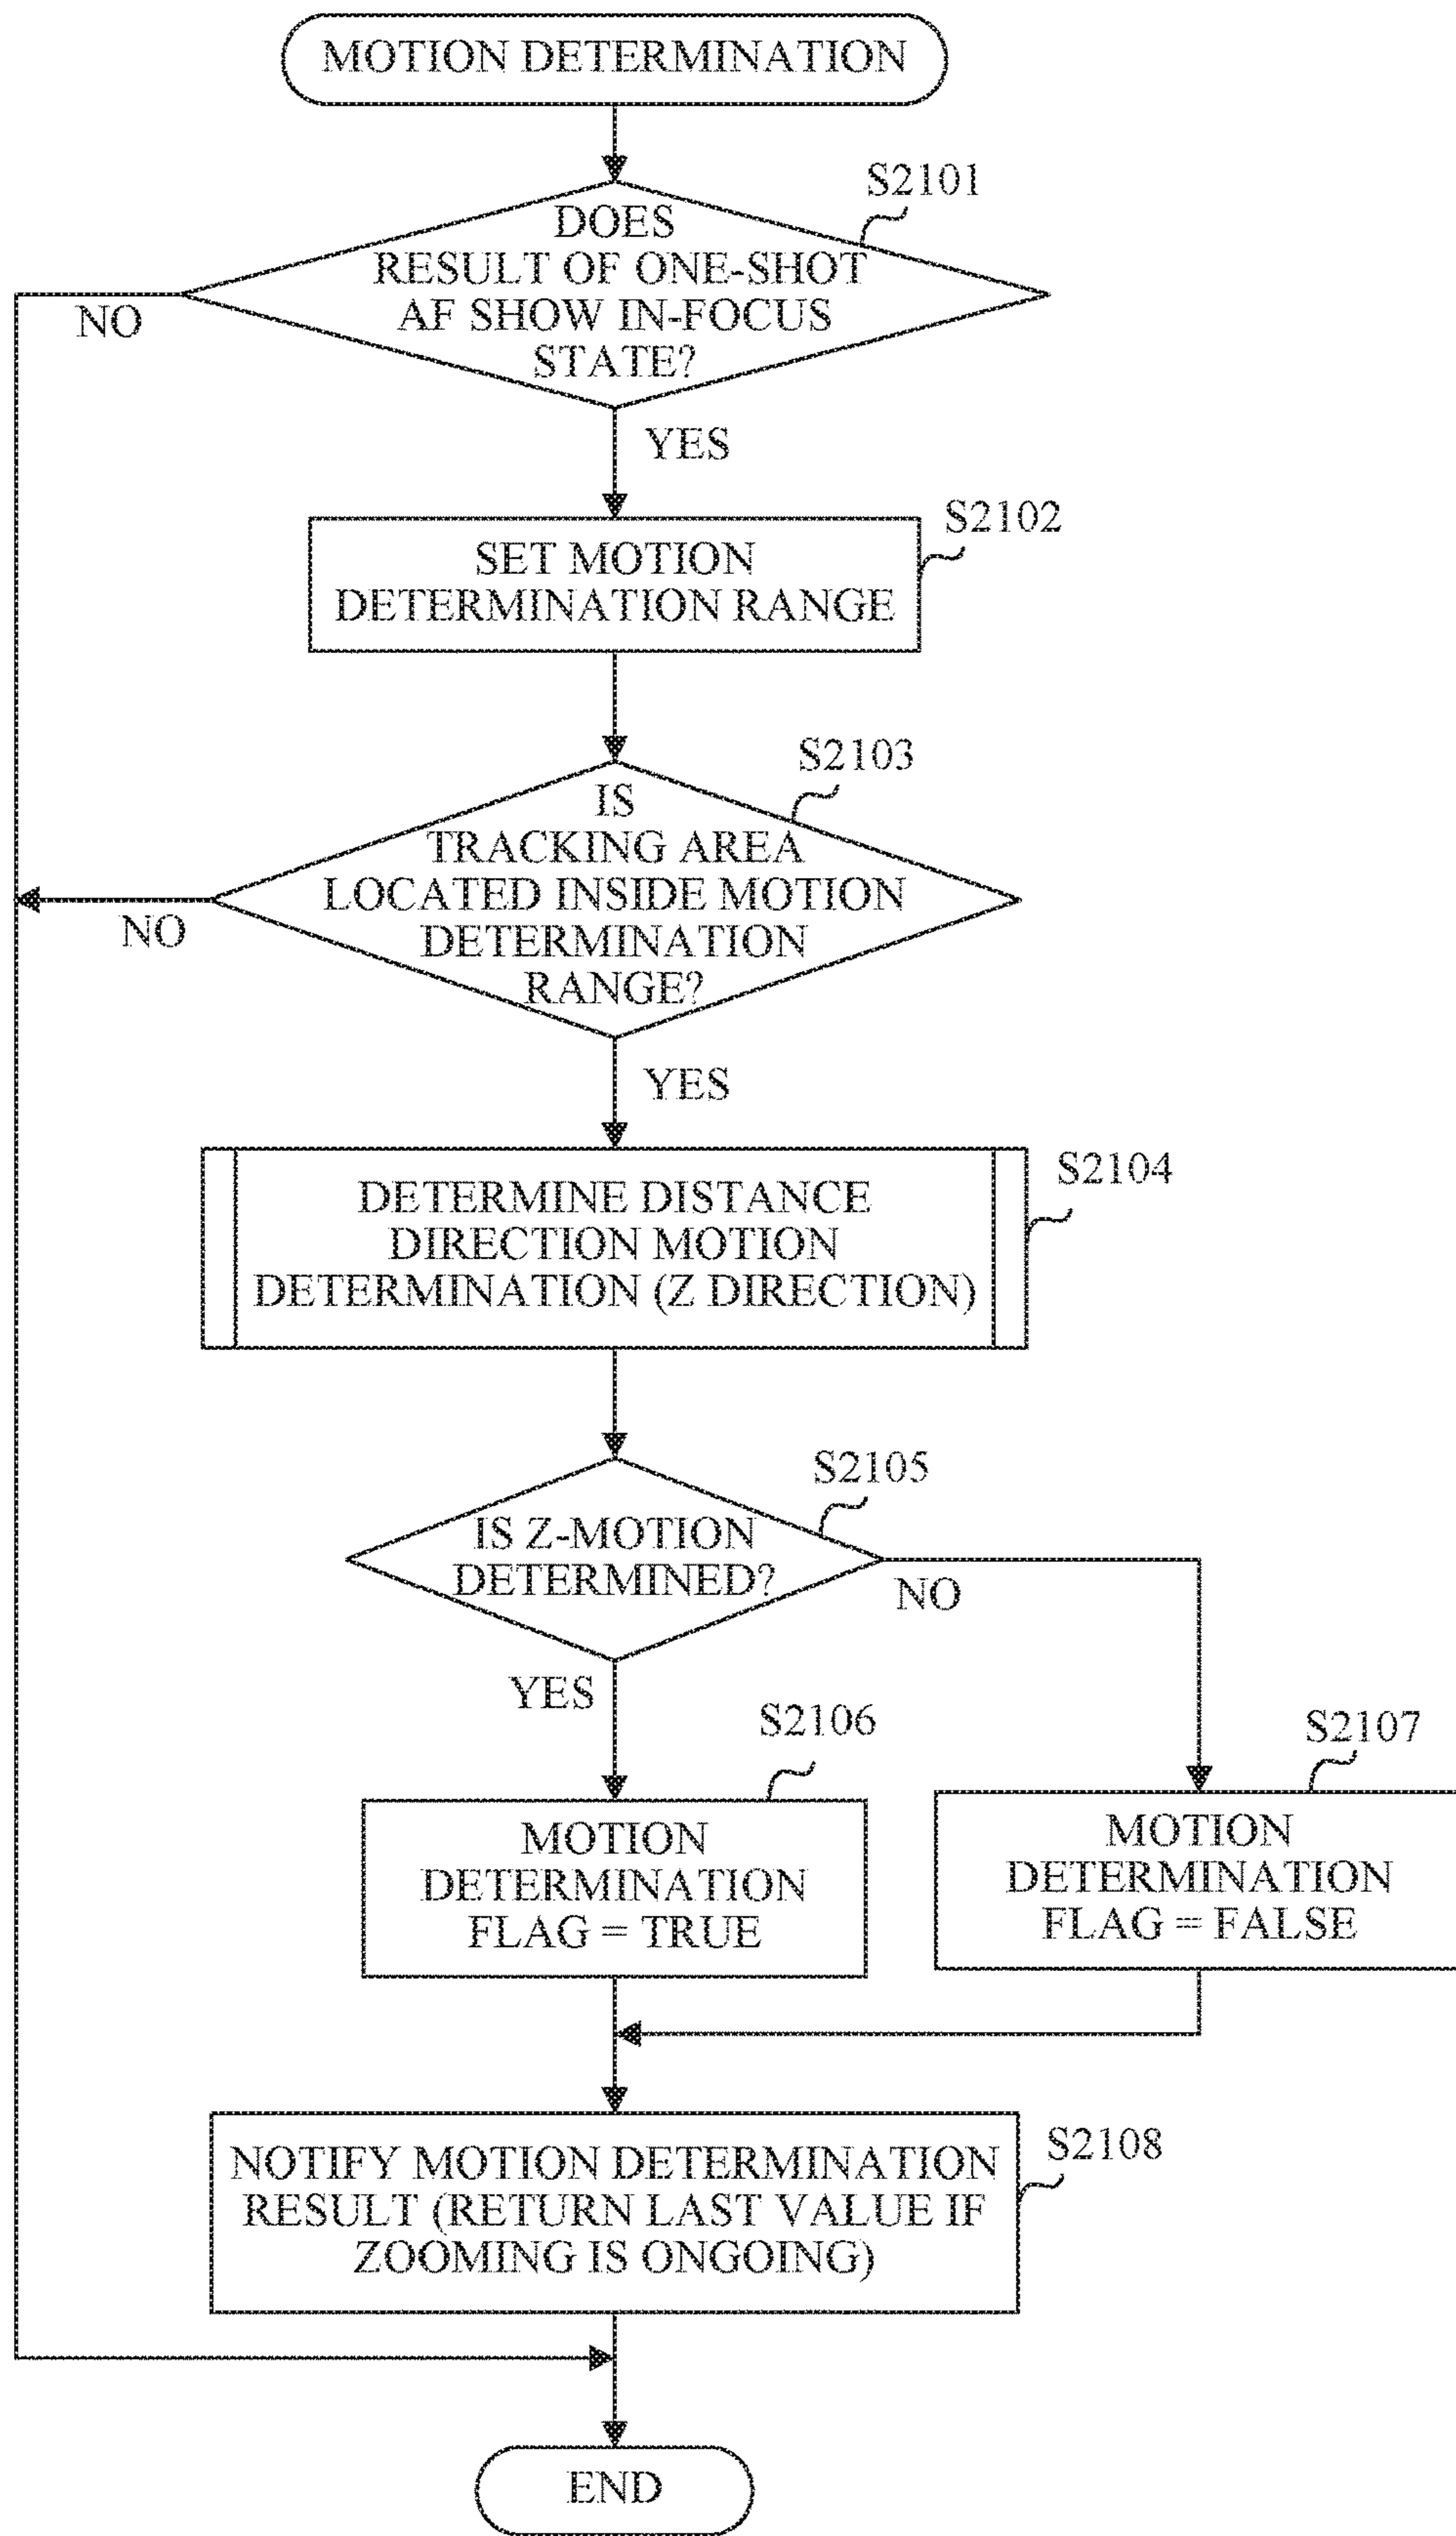 MOTION DETERMINATION
S2101
DOES
RESULT OF ONE-SHOT
AF SHOW IN-FOCUS
STATE?
NO
YES
S2102
SET MOTION
DETERMINATION RANGE
S2103
IS
TRACKING AREA
LOCATED INSIDE MOTION
DETERMINATION
RANGE?
NO
YES
S2104
DETERMINE DISTANCE
DIRECTION MOTION
DETERMINATION (Z DIRECTION)
S2105
IS Z-MOTION
DETERMINED?
NO
YES
S2106
MOTION
DETERMINATION
FLAG = TRUE
S2107
MOTION
DETERMINATION
FLAG = FALSE
S2108
NOTIFY MOTION DETERMINATION
RESULT (RETURN LAST VALUE IF
ZOOMING IS ONGOING)
END